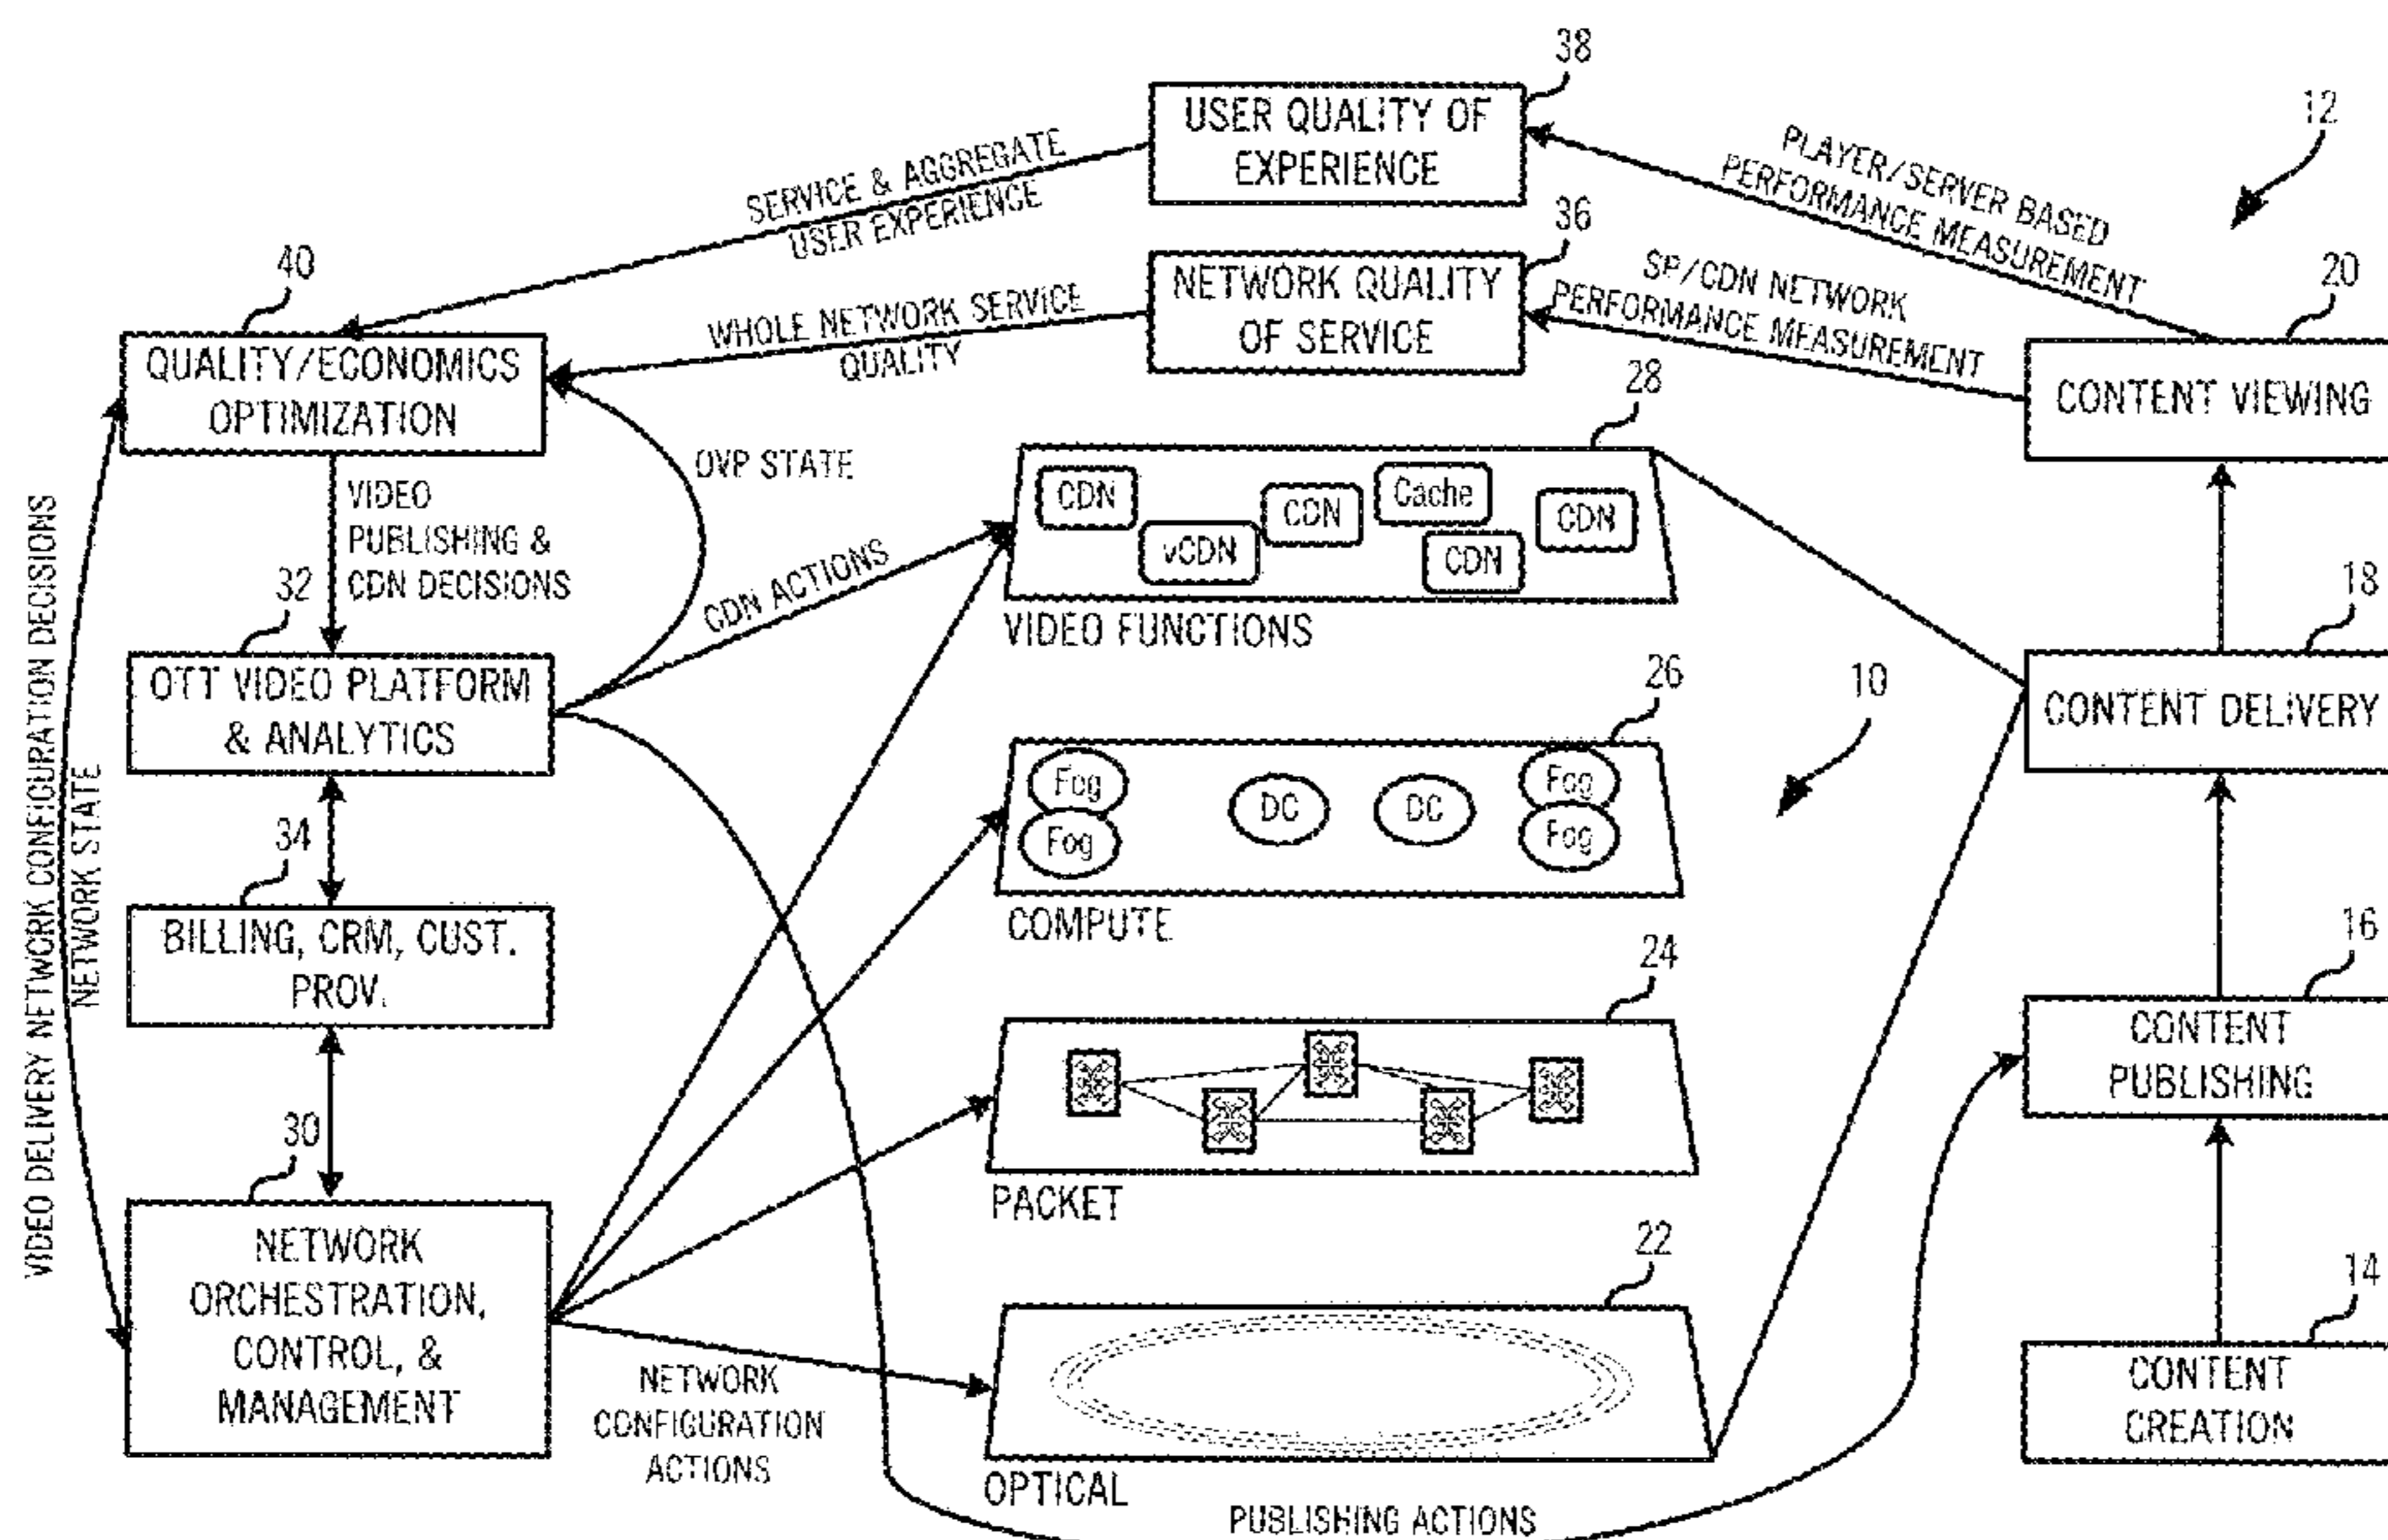 38
USER QUALITY OF
EXPERIENCE
12
PLAYER/SERVER BASED
PERFORMANCE MEASUREMENT
SERVICE & AGGREGATE
USER EXPERIENCE
36
NETWORK QUALITY
OF SERVICE
SP/CDN NETWORK
PERFORMANCE MEASUREMENT
20
CONTENT VIEWING
40
QUALITY/ECONOMICS
OPTIMIZATION
WHOLE NETWORK SERVICE
QUALITY
28
OVP STATE
VIDEO
PUBLISHING &
CDN DECISIONS
CDN ACTIONS
CDN
vCDN
CDN
Cache
CDN
CDN
VIDEO FUNCTIONS
32
OTT VIDEO PLATFORM
& ANALYTICS
18
CONTENT DELIVERY
26
10
Fog
Fog
DC
DC
Fog
Fog
COMPUTE
VIDEO DELIVERY NETWORK CONFIGURATION DECISIONS
NETWORK STATE
34
BILLING, CRM, CUST.
PROV.
24
PACKET
16
CONTENT
PUBLISHING
30
NETWORK
ORCHESTRATION,
CONTROL, &
MANAGEMENT
NETWORK
CONFIGURATION
ACTIONS
22
OPTICAL
14
CONTENT
CREATION
PUBLISHING ACTIONS